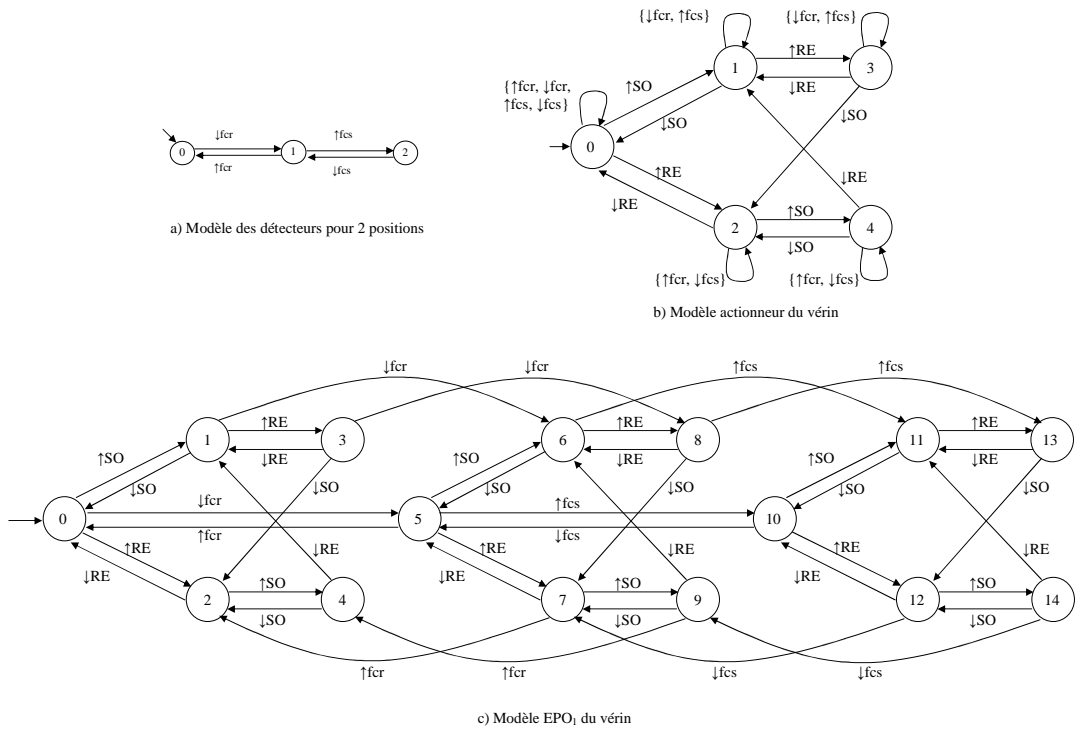 {↓fcr, ↑fcs}
{↓fcr, ↑fcs}
1
↑RE
3
↓RE
{↑fcr, ↓fcr,
↑fcs, ↓fcs}
↑SO
↓SO
↓SO
0
↑RE
↓RE
↓RE
2
↑SO
4
↓SO
{↑fcr, ↓fcs}
{↑fcr, ↓fcs}
0
↓fcr
↑fcr
1
↑fcs
↓fcs
2
a) Modèle des détecteurs pour 2 positions
b) Modèle actionneur du vérin
↓fcr
↓fcr
↑fcs
↑fcs
1
↑RE
3
↓RE
6
↑RE
8
↓RE
11
↑RE
13
↓RE
↑SO
↓SO
↓SO
↑SO
↓SO
↓SO
↑SO
↓SO
↓SO
0
↓fcr
↑fcr
5
↑fcs
↓fcs
10
↑RE
↓RE
↓RE
↑RE
↓RE
↓RE
↑RE
↓RE
↓RE
2
↑SO
4
↓SO
7
↑SO
9
↓SO
12
↑SO
14
↓SO
↑fcr
↑fcr
↓fcs
↓fcs
c) Modèle EPO₁ du vérin